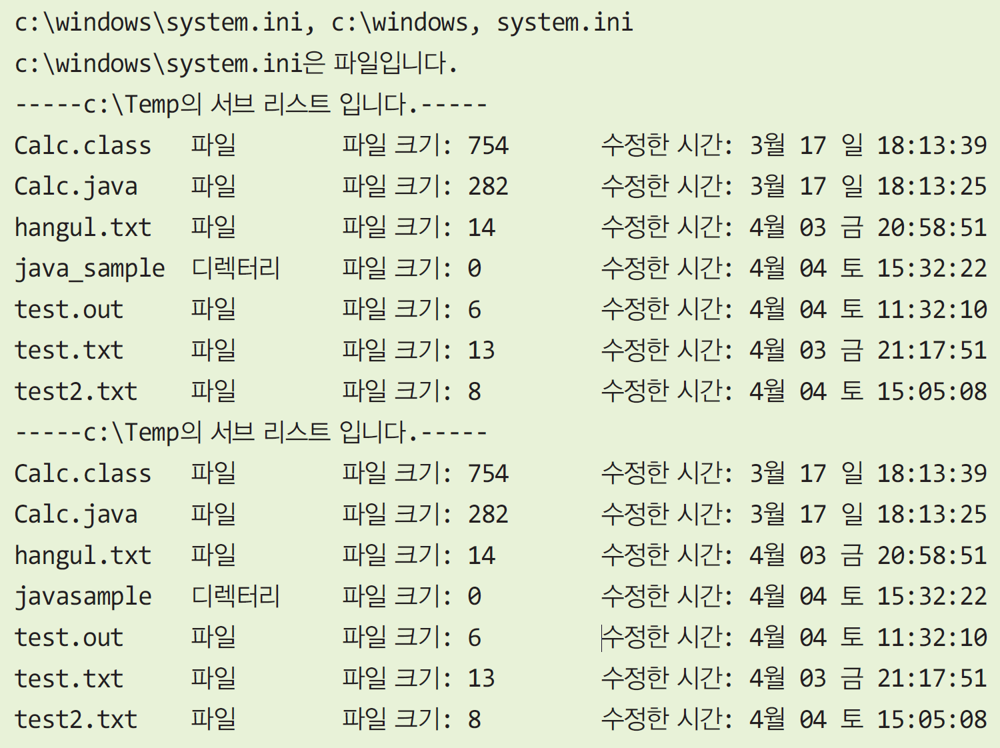 c:\windows\system.ini, c:\windows, system.ini
c:\windows\system.ini은 파일입니다.
-----c:\Temp의 서브 리스트 입니다.-----
Calc.class 파일 파일 크기: 754 수정한 시간: 3월 17 일 18:13:39
Calc.java 파일 파일 크기: 282 수정한 시간: 3월 17 일 18:13:25
hangul.txt 파일 파일 크기: 14 수정한 시간: 4월 03 금 20:58:51
java_sample 디렉터리 파일 크기: 0 수정한 시간: 4월 04 토 15:32:22
test.out 파일 파일 크기: 6 수정한 시간: 4월 04 토 11:32:10
test.txt 파일 파일 크기: 13 수정한 시간: 4월 03 금 21:17:51
test2.txt 파일 파일 크기: 8 수정한 시간: 4월 04 토 15:05:08
-----c:\Temp의 서브 리스트 입니다.-----
Calc.class 파일 파일 크기: 754 수정한 시간: 3월 17 일 18:13:39
Calc.java 파일 파일 크기: 282 수정한 시간: 3월 17 일 18:13:25
hangul.txt 파일 파일 크기: 14 수정한 시간: 4월 03 금 20:58:51
javasample 디렉터리 파일 크기: 0 수정한 시간: 4월 04 토 15:32:22
test.out 파일 파일 크기: 6 수정한 시간: 4월 04 토 11:32:10
test.txt 파일 파일 크기: 13 수정한 시간: 4월 03 금 21:17:51
test2.txt 파일 파일 크기: 8 수정한 시간: 4월 04 토 15:05:08